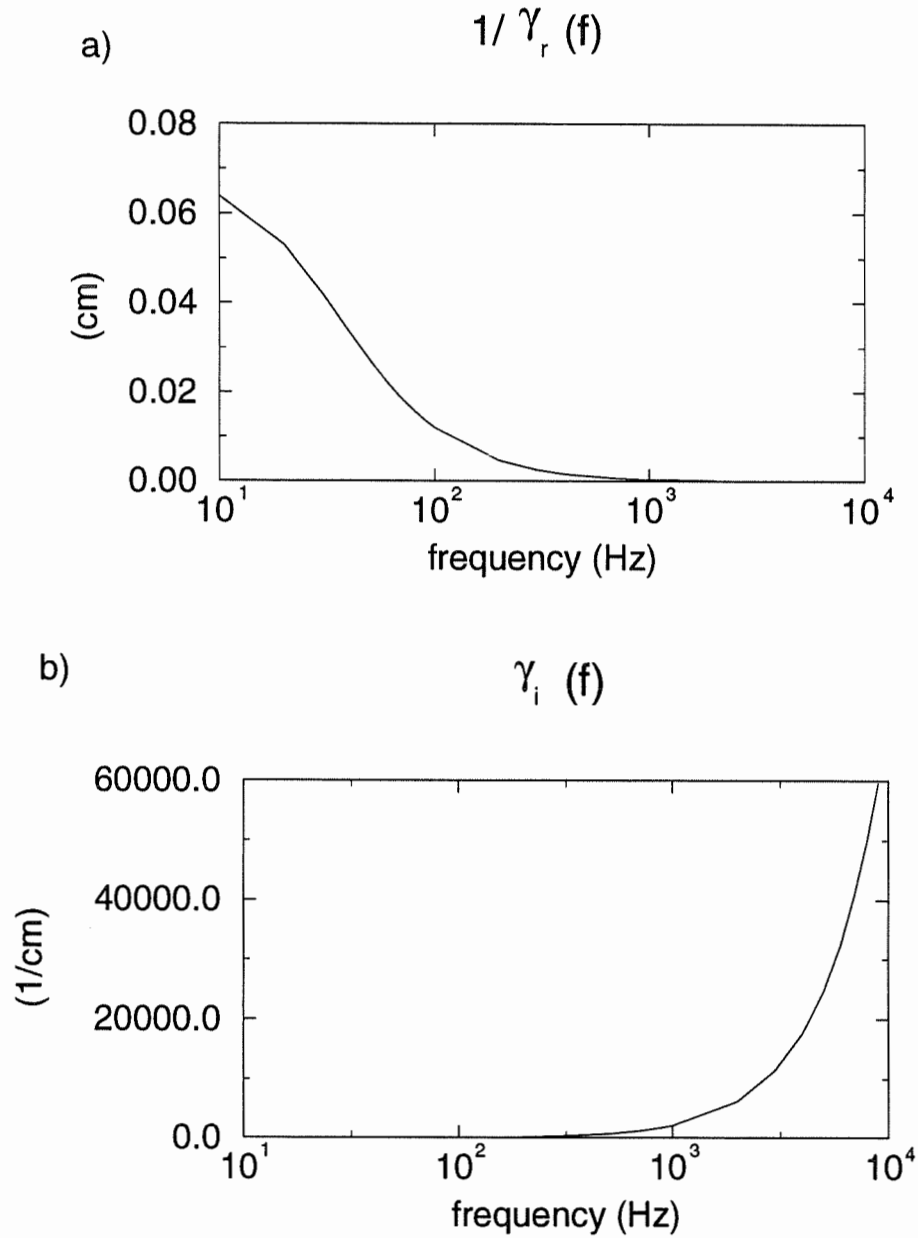 a)
1/ γr (f)
0.08
0.06
0.04
0.02
0.00
(cm)
10¹ 10² 10³ 10⁴
frequency (Hz)
b)
γi (f)
60000.0
40000.0
20000.0
0.0
(1/cm)
10¹ 10² 10³ 10⁴
frequency (Hz)